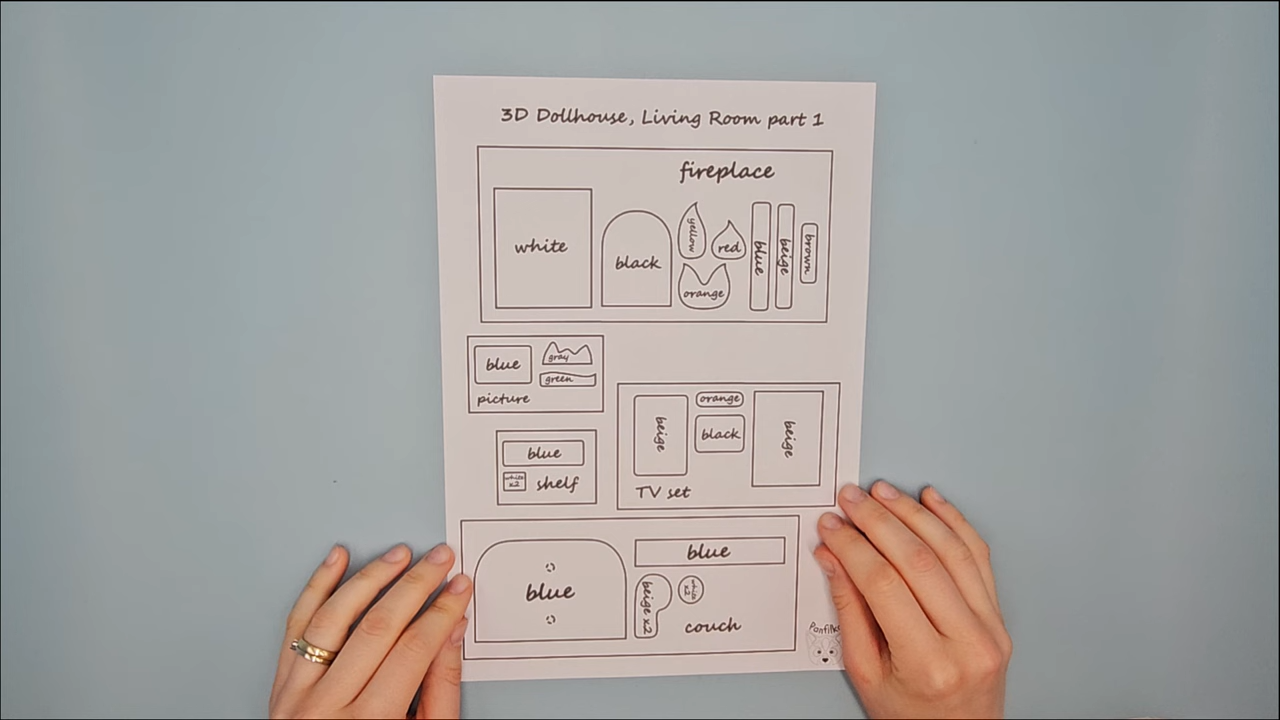 3D Dollhouse, Living Room part 1
fireplace
white
black
yellow
red
orange
blue
beige
brown
blue
gray
green
picture
blue
white
x2
shelf
beige
orange
black
beige
TV set
blue
blue
beige x2
white
x2
couch
Panfilka